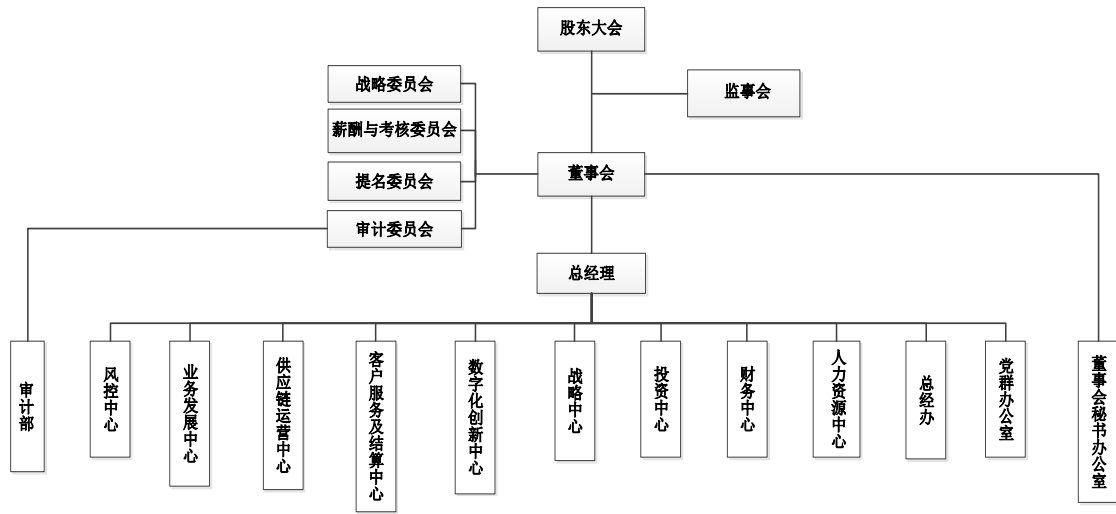 股东大会
战略委员会
监事会
薪酬与考核委员会
提名委员会
董事会
审计委员会
总经理
审计部
风控中心
业务发展中心
供应链运营中心
客户服务及结算中心
数字化创新中心
战略中心
投资中心
财务中心
人力资源中心
总经办
党群办公室
董事会秘书办公室